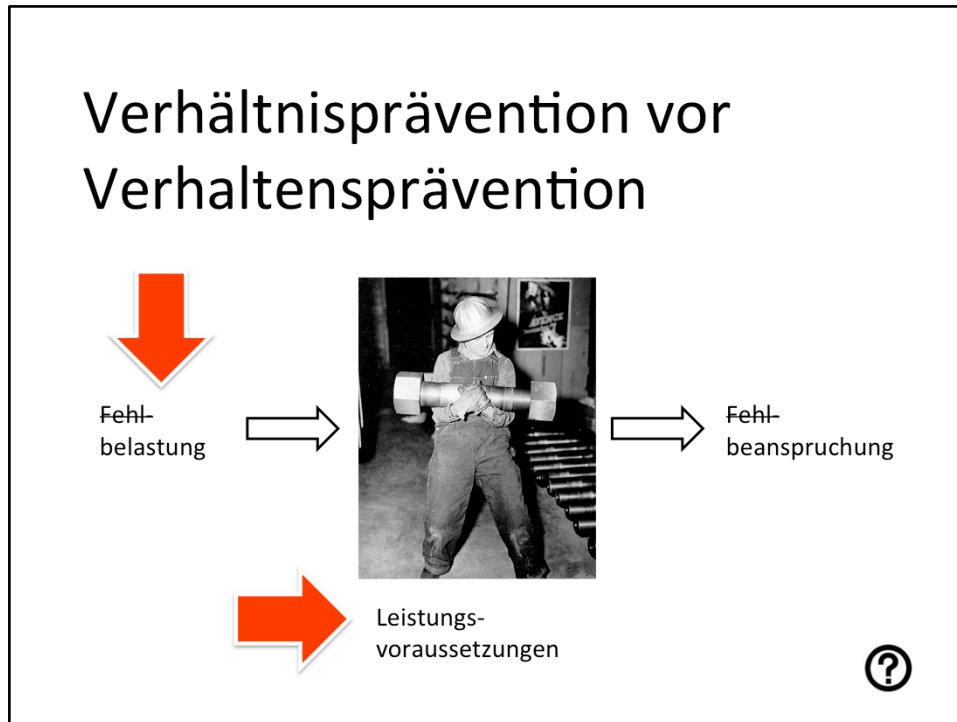 Verhältnisprävention vor
Verhaltensprävention
Fehl-
belastung
Fehl-
beanspruchung
Leistungs-
voraussetzungen
?